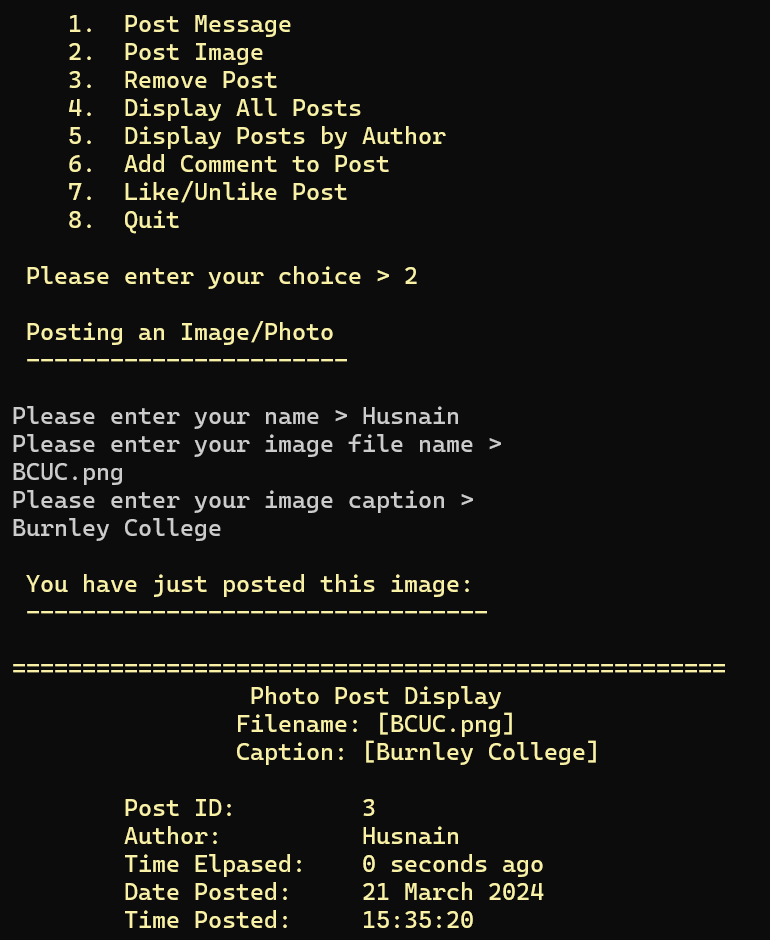 1. Post Message
2. Post Image
3. Remove Post
4. Display All Posts
5. Display Posts by Author
6. Add Comment to Post
7. Like/Unlike Post
8. Quit
Please enter your choice > 2
Posting an Image/Photo
-----------------------
Please enter your name > Husnain
Please enter your image file name >
BCUC.png
Please enter your image caption >
Burnley College
You have just posted this image:
---------------------------------
===================================================
Photo Post Display
Filename: [BCUC.png]
Caption: [Burnley College]
Post ID: 3
Author: Husnain
Time Elpased: 0 seconds ago
Date Posted: 21 March 2024
Time Posted: 15:35:20